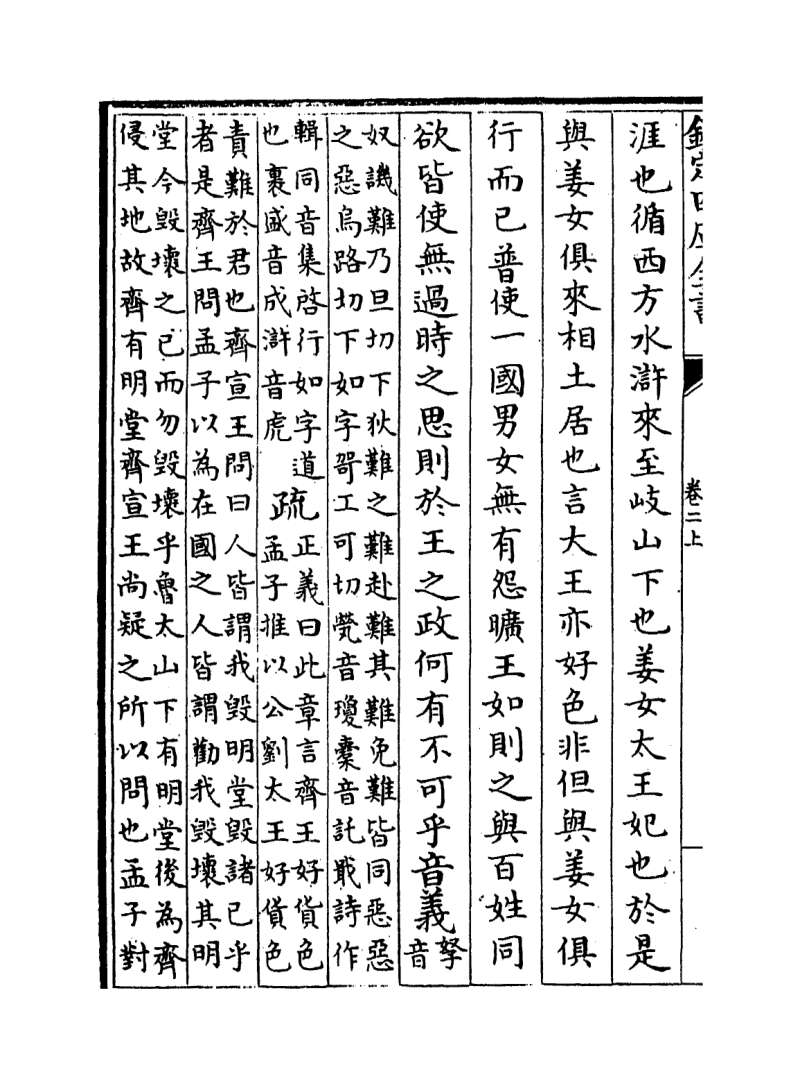 欽定四庫全書
卷二上
涯也循西方水滸來至岐山下也姜女太王妃也於是
與姜女俱來相土居也言大王亦好色非但與姜女俱
行而已普使一國男女無有怨曠王如則之與百姓同
欲皆使無過時之思則於王之政何有不可乎音義孥音
奴譏難乃旦切下狄難之難赴難其難免難皆同惡惡
之惡烏路切下如字哿工可切煢音瓊橐音託戢詩作
輯同音集啓行如字道
也裹盛音成滸音虎
疏
正義曰此章言齊王好貨色
孟子推以公劉太王好貨色
責難於君也齊宣王問曰人皆謂我毀明堂毀諸已乎
者是齊王問孟子以為在國之人皆謂勸我毀壞其明
堂今毀壞之已而勿毀壞乎魯太山下有明堂後為齊
侵其地故齊有明堂齊宣王尚疑之所以問也孟子對